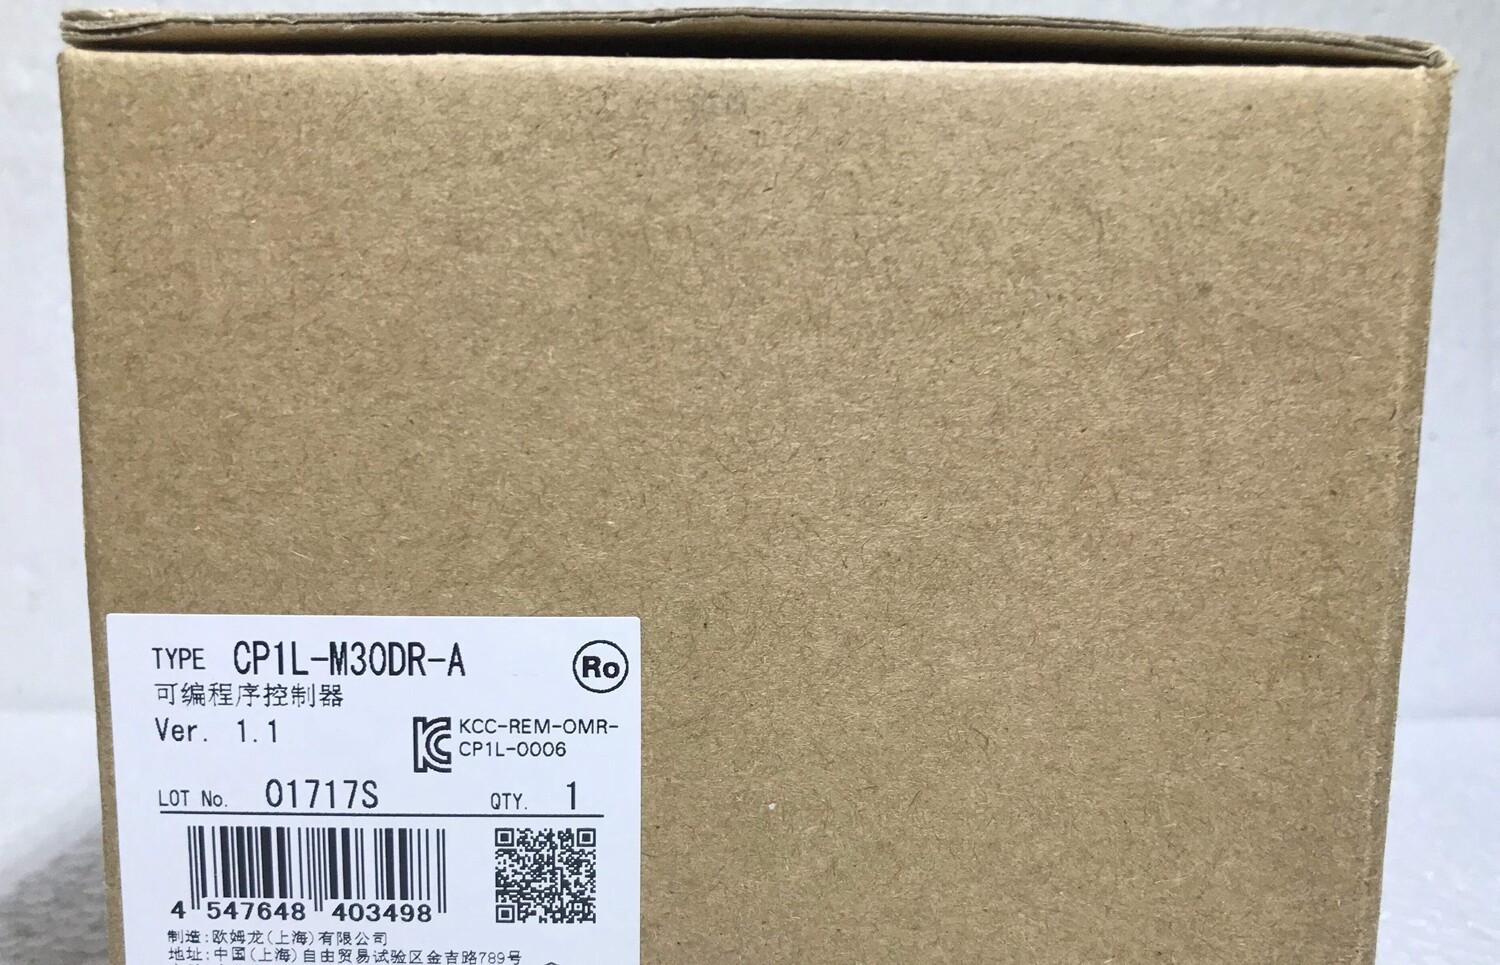 TYPE CP1L-M30DR-A
Ro
可编程序控制器
Ver. 1.1
KCC-REM-OMR-
CP1L-0006
LOT No. 01717S QTY. 1
4 547648 403498
制造:欧姆龙(上海)有限公司
地址:中国(上海)自由贸易试验区金吉路789号